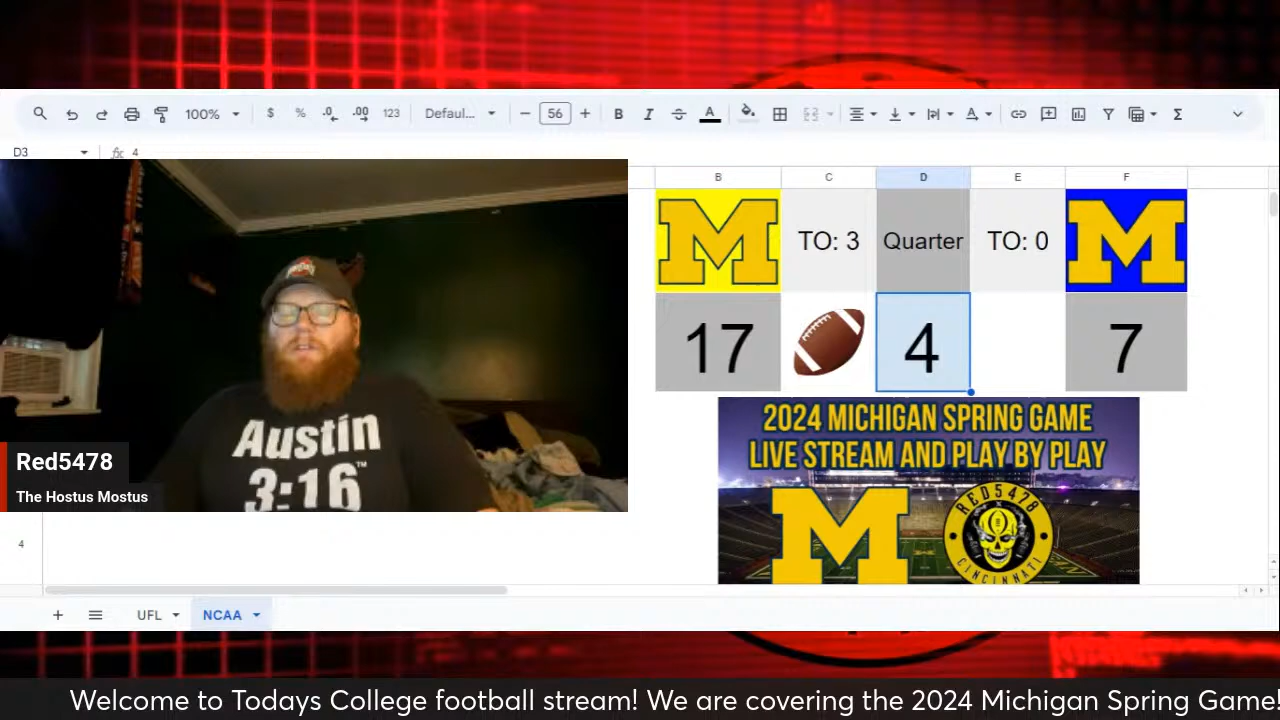 100%
$
%
.0
.00
123
Defaul...
56
B
I
A
Σ
D3
fx
4
B
C
D
E
F
M
TO: 3
Quarter
TO: 0
M
17
4
7
2024 MICHIGAN SPRING GAME
LIVE STREAM AND PLAY BY PLAY
M
RED5428
CINCINNATI
Austin
3:16™
Red5478
The Hostus Mostus
4
UFL
NCAA
Welcome to Todays College football stream! We are covering the 2024 Michigan Spring Game!